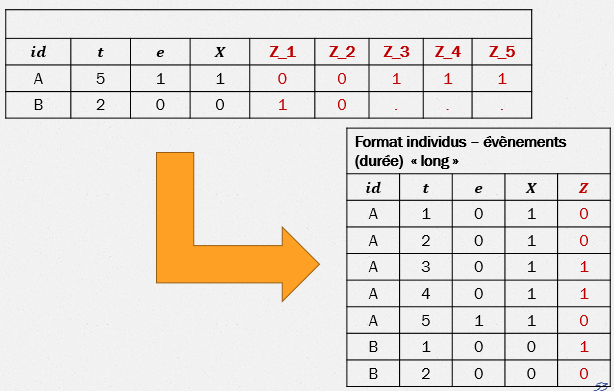 id t e X Z_1 Z_2 Z_3 Z_4 Z_5
A 5 1 1 0 0 1 1 1
B 2 0 0 1 0 . . .
Format individus – évènements
(durée) « long »
id t e X Z
A 1 0 1 0
A 2 0 1 0
A 3 0 1 1
A 4 0 1 1
A 5 1 1 0
B 1 0 0 1
B 2 0 0 0